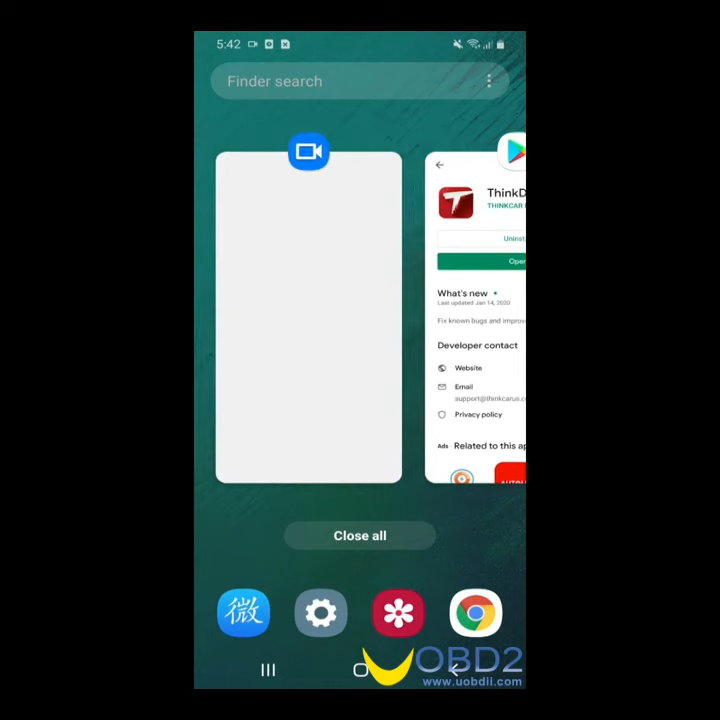 5:42
Finder search
ThinkD
THINKCAR
Uninst
Open
What's new
Last updated Jan 14, 2020
Fix known bugs and improv
Developer contact
Website
Email
support@thinkcarus.c
Privacy policy
Ads Related to this ap
Close all
微
UOBD2
www.uobdii.com